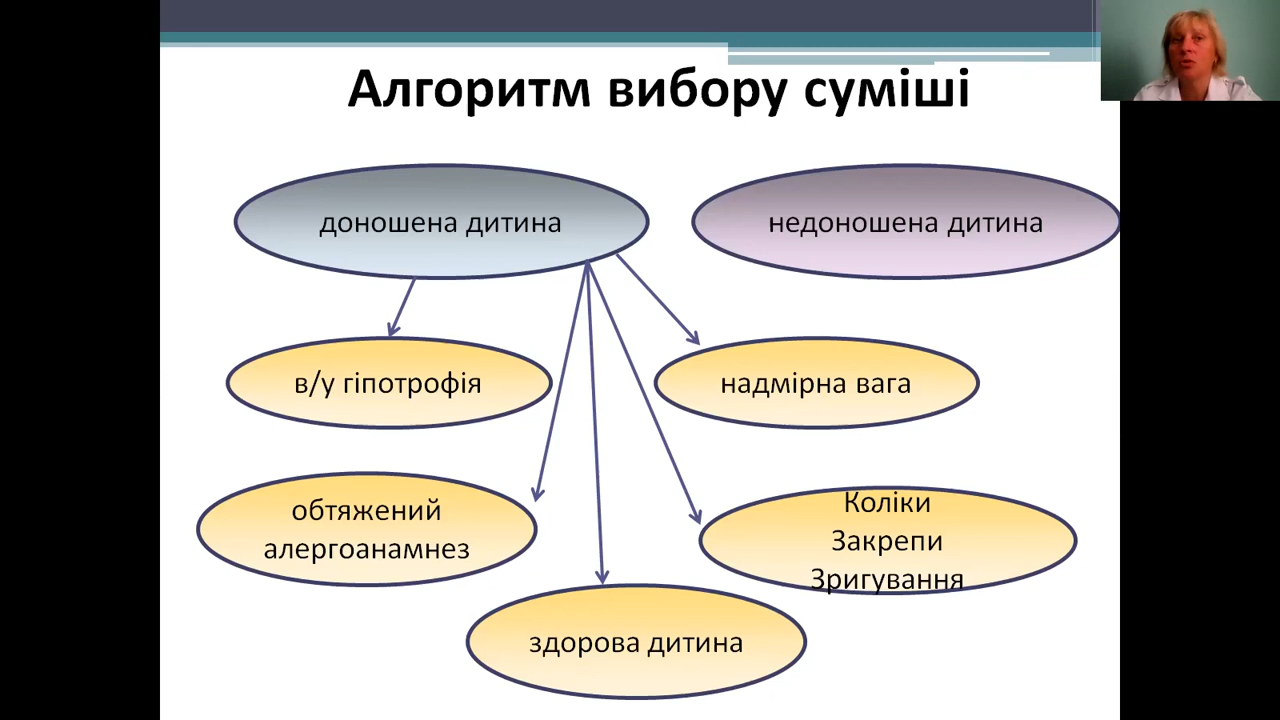 Алгоритм вибору суміші
доношена дитина
недоношена дитина
в/у гіпотрофія
надмірна вага
обтяжений
алергоанамнез
Коліки
Закрепи
Зригування
здорова дитина